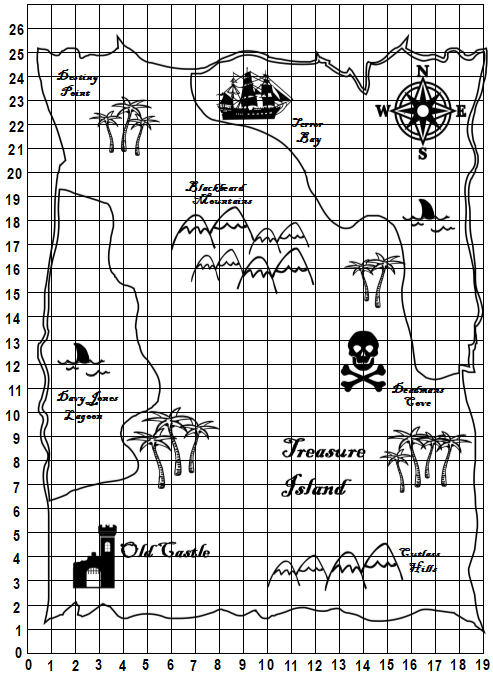 26
25
24
23
22
21
20
19
18
17
16
15
14
13
12
11
10
9
8
7
6
5
4
3
2
1
0
Destiny
Point
N
W E
S
Terror
Bay
Blackbeard
Mountains
Davy Jones
Lagoon
Deadmans
Cove
Treasure
Island
Old Castle
Cutlass
Hills
0 1 2 3 4 5 6 7 8 9 10 11 12 13 14 15 16 17 18 19